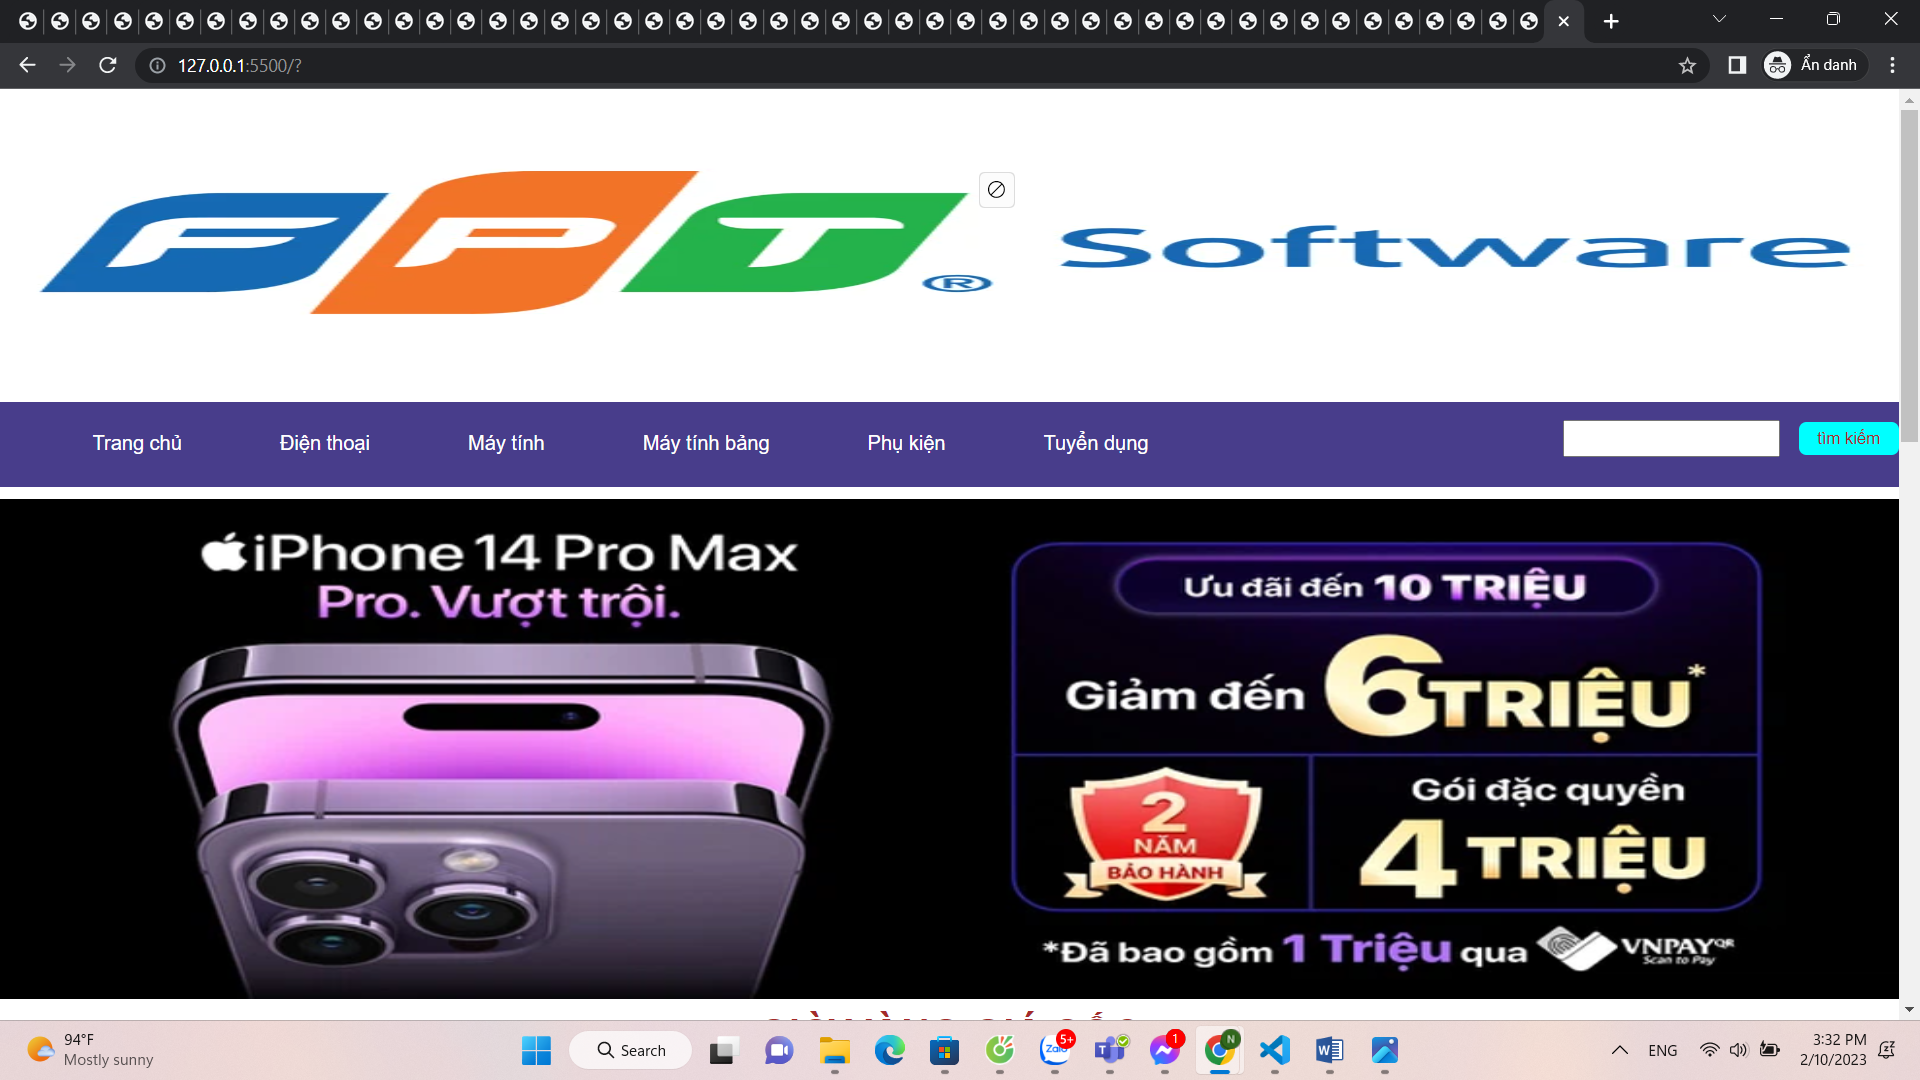 127.0.0.1:5500/?
Ẩn danh
FPT® Software
Trang chủ
Điện thoại
Máy tính
Máy tính bảng
Phụ kiện
Tuyển dụng
tìm kiếm
iPhone 14 Pro Max
Pro. Vượt trội.
Ưu đãi đến 10 TRIỆU
Giảm đến 6 TRIỆU*
2
NĂM
BẢO HÀNH
Gói đặc quyền
4 TRIỆU
*Đã bao gồm 1 Triệu qua VNPAYQR
Scan to Pay
94°F
Mostly sunny
Search
Zalo
5+
1
N
ENG
3:32 PM
2/10/2023